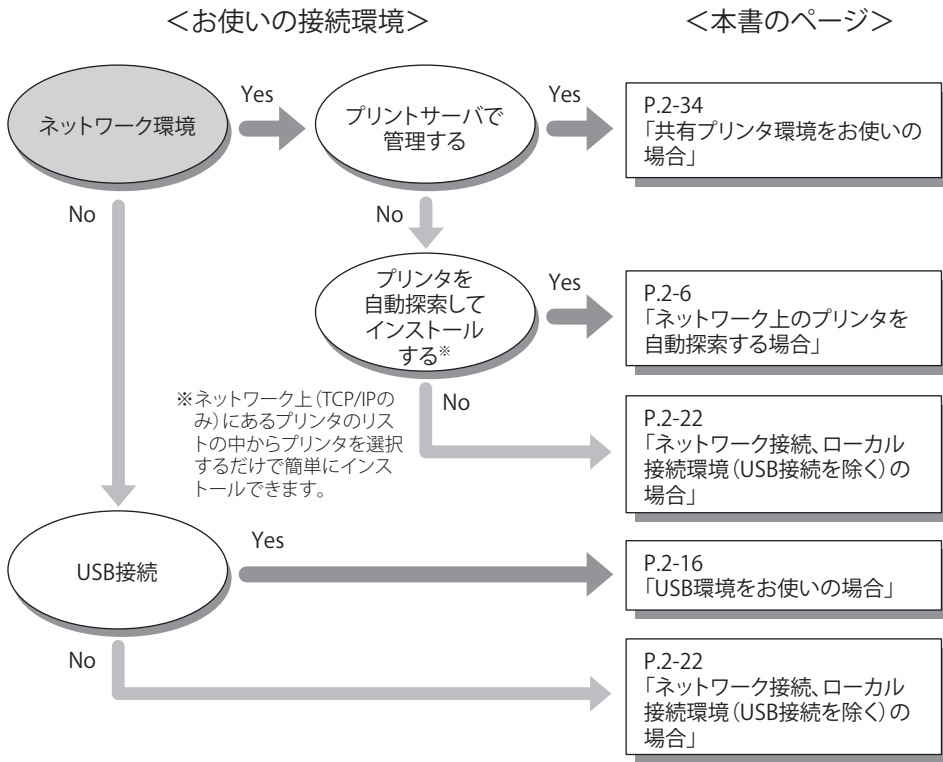 ＜お使いの接続環境＞
＜本書のページ＞
ネットワーク環境
Yes
プリントサーバで
管理する
Yes
P.2-34
「共有プリンタ環境をお使いの
場合」
No
No
プリンタを
自動探索して
インストール
する※
Yes
P.2-6
「ネットワーク上のプリンタを
自動探索する場合」
※ネットワーク上（TCP/IPの
み）にあるプリンタのリス
トの中からプリンタを選択
するだけで簡単にインス
トールできます。
No
P.2-22
「ネットワーク接続、ローカル
接続環境（USB接続を除く）の
場合」
USB接続
Yes
P.2-16
「USB環境をお使いの場合」
No
P.2-22
「ネットワーク接続、ローカル
接続環境（USB接続を除く）の
場合」